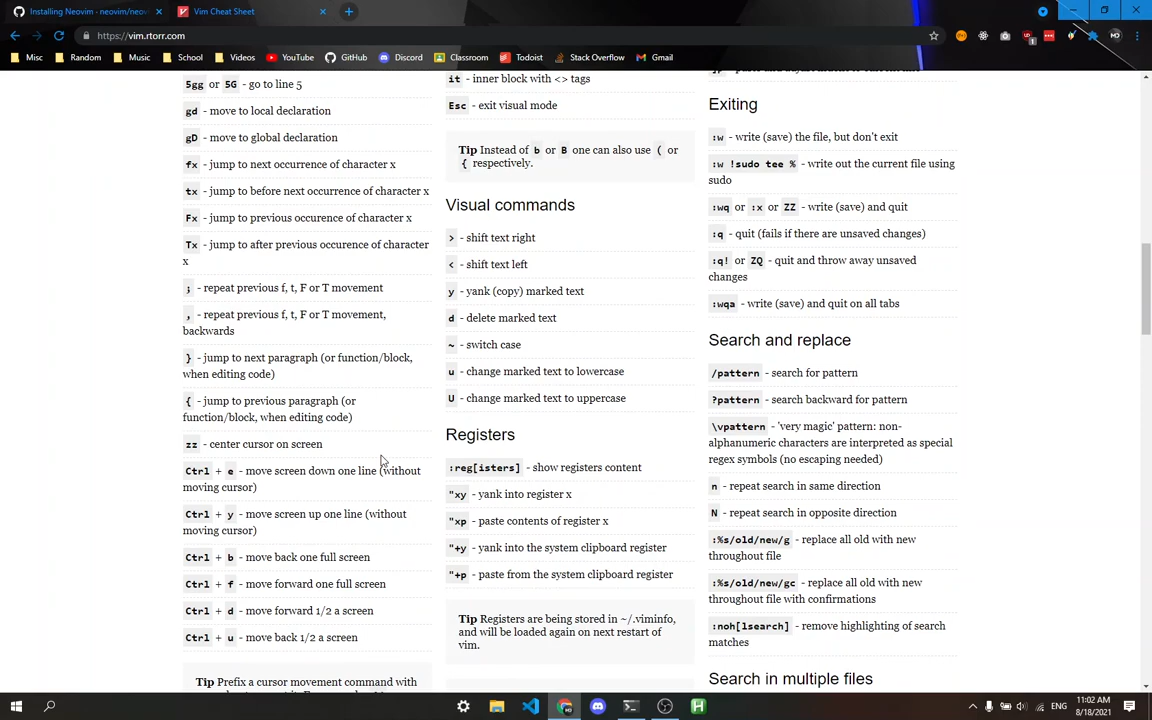 Installing Neovim - neovim/neov
Vim Cheat Sheet
https://vim.rtorr.com
Misc
Random
Music
School
Videos
YouTube
GitHub
Discord
Classroom
Todoist
Stack Overflow
Gmail
5gg or 5G - go to line 5
gd - move to local declaration
gD - move to global declaration
fx - jump to next occurrence of character x
tx - jump to before next occurrence of character x
Fx - jump to previous occurence of character x
Tx - jump to after previous occurence of character
x
; - repeat previous f, t, F or T movement
, - repeat previous f, t, F or T movement,
backwards
} - jump to next paragraph (or function/block,
when editing code)
{ - jump to previous paragraph (or
function/block, when editing code)
zz - center cursor on screen
Ctrl + e - move screen down one line (without
moving cursor)
Ctrl + y - move screen up one line (without
moving cursor)
Ctrl + b - move back one full screen
Ctrl + f - move forward one full screen
Ctrl + d - move forward 1/2 a screen
Ctrl + u - move back 1/2 a screen
Tip Prefix a cursor movement command with
it - inner block with <> tags
Esc - exit visual mode
Tip Instead of b or B one can also use ( or
{ respectively.
Visual commands
> - shift text right
< - shift text left
y - yank (copy) marked text
d - delete marked text
~ - switch case
u - change marked text to lowercase
U - change marked text to uppercase
Registers
:reg[isters] - show registers content
"xy - yank into register x
"xp - paste contents of register x
"+y - yank into the system clipboard register
"+p - paste from the system clipboard register
Tip Registers are being stored in ~/.viminfo,
and will be loaded again on next restart of
vim.
Exiting
:w - write (save) the file, but don't exit
:w !sudo tee % - write out the current file using
sudo
:wq or :x or ZZ - write (save) and quit
:q - quit (fails if there are unsaved changes)
:q! or ZQ - quit and throw away unsaved
changes
:wqa - write (save) and quit on all tabs
Search and replace
/pattern - search for pattern
?pattern - search backward for pattern
\vpattern - 'very magic' pattern: non-
alphanumeric characters are interpreted as special
regex symbols (no escaping needed)
n - repeat search in same direction
N - repeat search in opposite direction
:%s/old/new/g - replace all old with new
throughout file
:%s/old/new/gc - replace all old with new
throughout file with confirmations
:noh[lsearch] - remove highlighting of search
matches
Search in multiple files
ENG
11:02 AM
8/18/2021